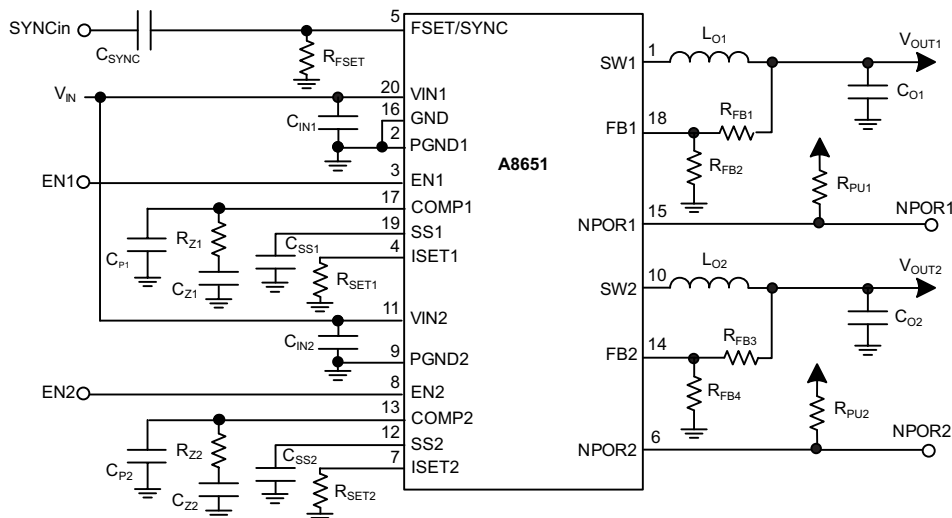 SYNCin
C_SYNC
R_FSET
5
FSET/SYNC
V_IN
20
VIN1
16
GND
C_IN1
2
PGND1
EN1
3
EN1
17
COMP1
19
SS1
4
ISET1
C_P1
R_Z1
C_Z1
C_SS1
R_SET1
11
VIN2
C_IN2
9
PGND2
EN2
8
EN2
13
COMP2
12
SS2
7
ISET2
C_P2
R_Z2
C_Z2
C_SS2
R_SET2
A8651
SW1
1
L_O1
V_OUT1
C_O1
FB1
18
R_FB1
R_FB2
R_PU1
NPOR1
15
NPOR1
SW2
10
L_O2
V_OUT2
C_O2
FB2
14
R_FB3
R_FB4
R_PU2
NPOR2
6
NPOR2